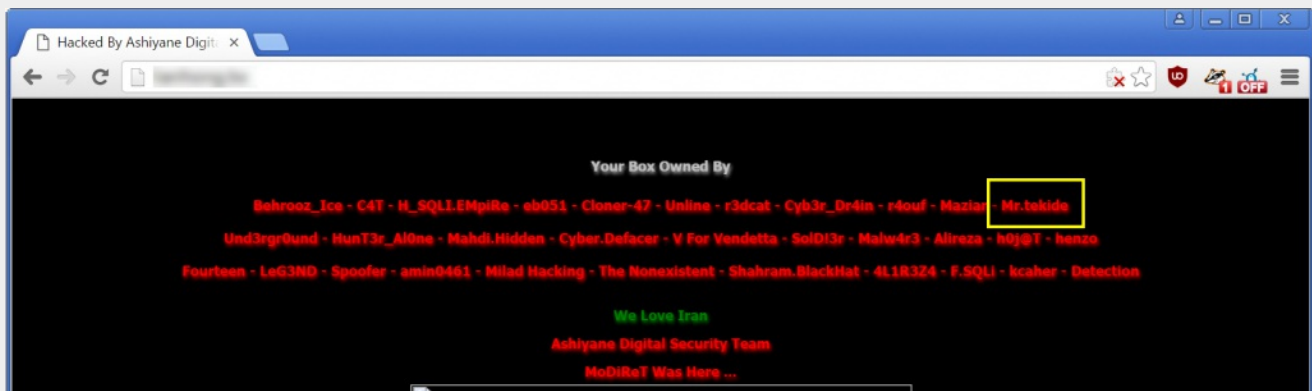 Hacked By Ashiyane Digit
Your Box Owned By
Behrooz_Ice - C4T - H_SQLI.EMpiRe - eb051 - Cloner-47 - Unline - r3dcat - Cyb3r_Dr4in - r4ouf - Maziar - Mr.tekide
Und3rgr0und - HunT3r_Al0ne - Mahdi.Hidden - Cyber.Defacer - V For Vendetta - SolD!3r - Malw4r3 - Alireza - h0j@T - henzo
Fourteen - LeG3ND - Spoofer - amin0461 - Milad Hacking - The Nonexistent - Shahram.BlackHat - 4L1R3Z4 - F.SQLi - kcaher - Detection
We Love Iran
Ashiyane Digital Security Team
MoDiReT Was Here ...
1
OFF